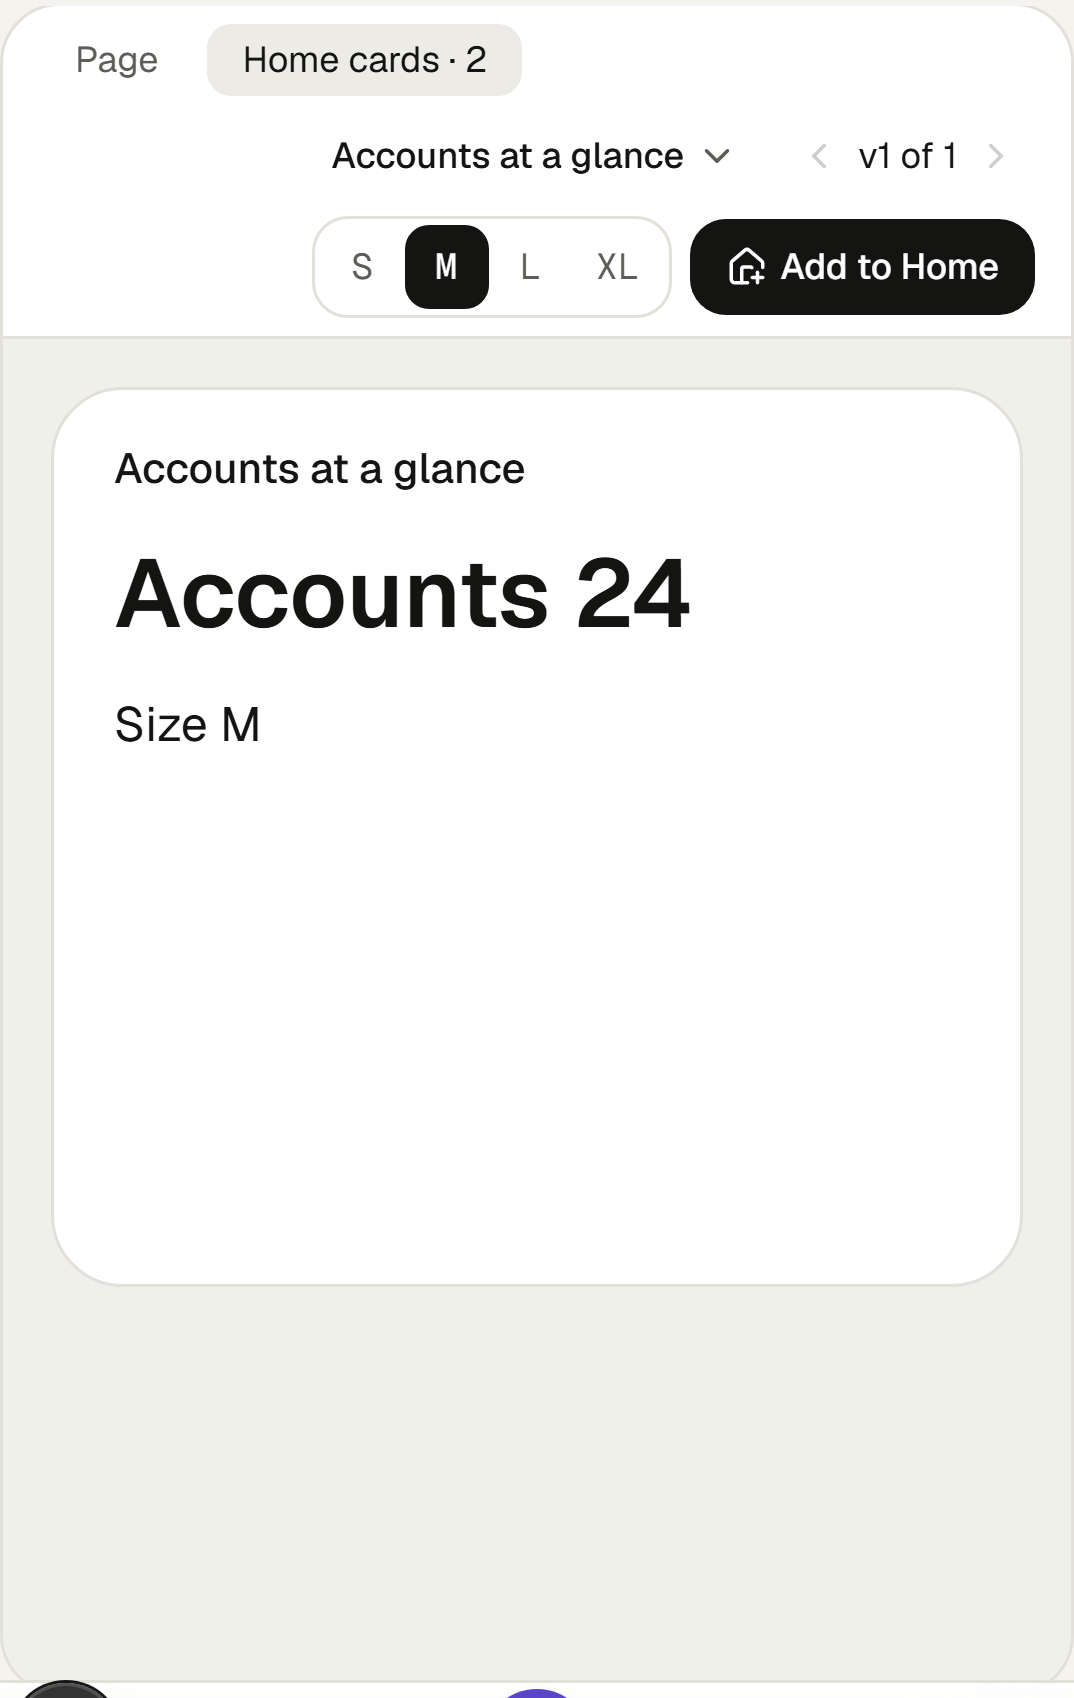 Page
Home cards · 2
Accounts at a glance
v1 of 1
S M L XL
Add to Home
Accounts at a glance
Accounts 24
Size M